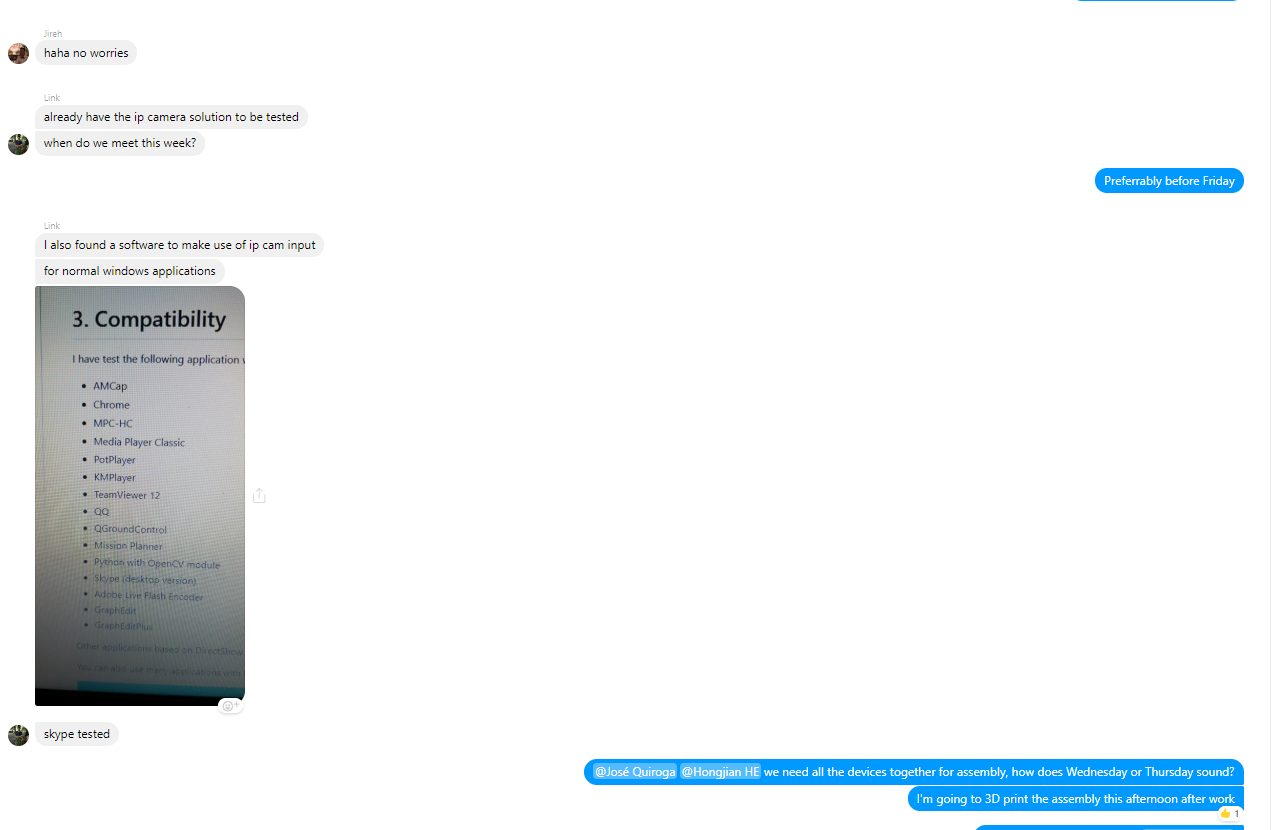 Jireh
haha no worries
Link
already have the ip camera solution to be tested
when do we meet this week?
Preferrably before Friday
Link
I also found a software to make use of ip cam input
for normal windows applications
3. Compatibility
I have test the following application
• AMCap
• Chrome
• MPC-HC
• Media Player Classic
• PotPlayer
• KMPlayer
• TeamViewer 12
• QQ
• QGroundControl
• Mission Planner
• Python with OpenCV module
• Skype (desktop version)
• Adobe Live Flash Encoder
• GraphEdit
• GraphEditPlus
Other applications based on DirectShow
You can also use many applications with
skype tested
@José Quiroga @Hongjian HE we need all the devices together for assembly, how does Wednesday or Thursday sound?
I'm going to 3D print the assembly this afternoon after work
1